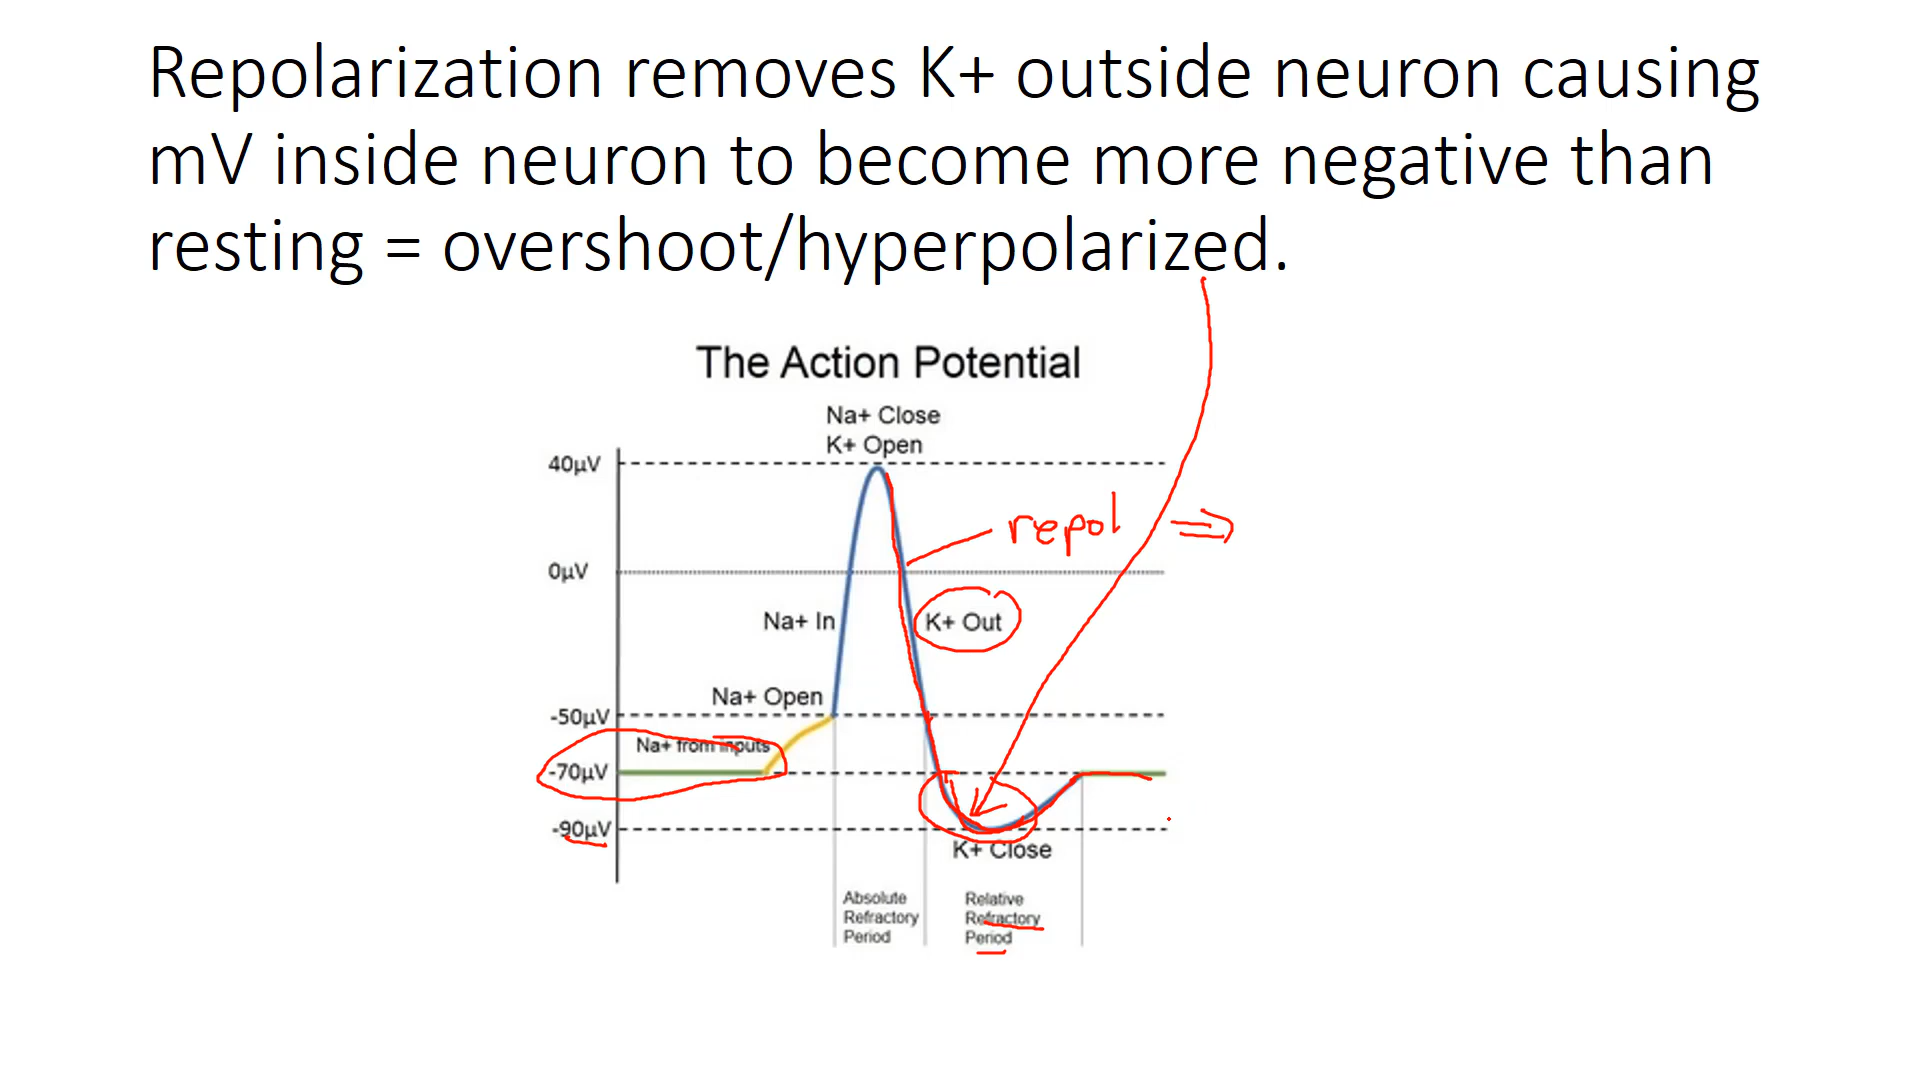 Repolarization removes K+ outside neuron causing
mV inside neuron to become more negative than
resting = overshoot/hyperpolarized.
The Action Potential
Na+ Close
K+ Open
40µV
repol ⇒
0µV
Na+ In
K+ Out
Na+ Open
-50µV
Na+ from inputs
-70µV
-90µV
K+ Close
Absolute
Refractory
Period
Relative
Refractory
Period